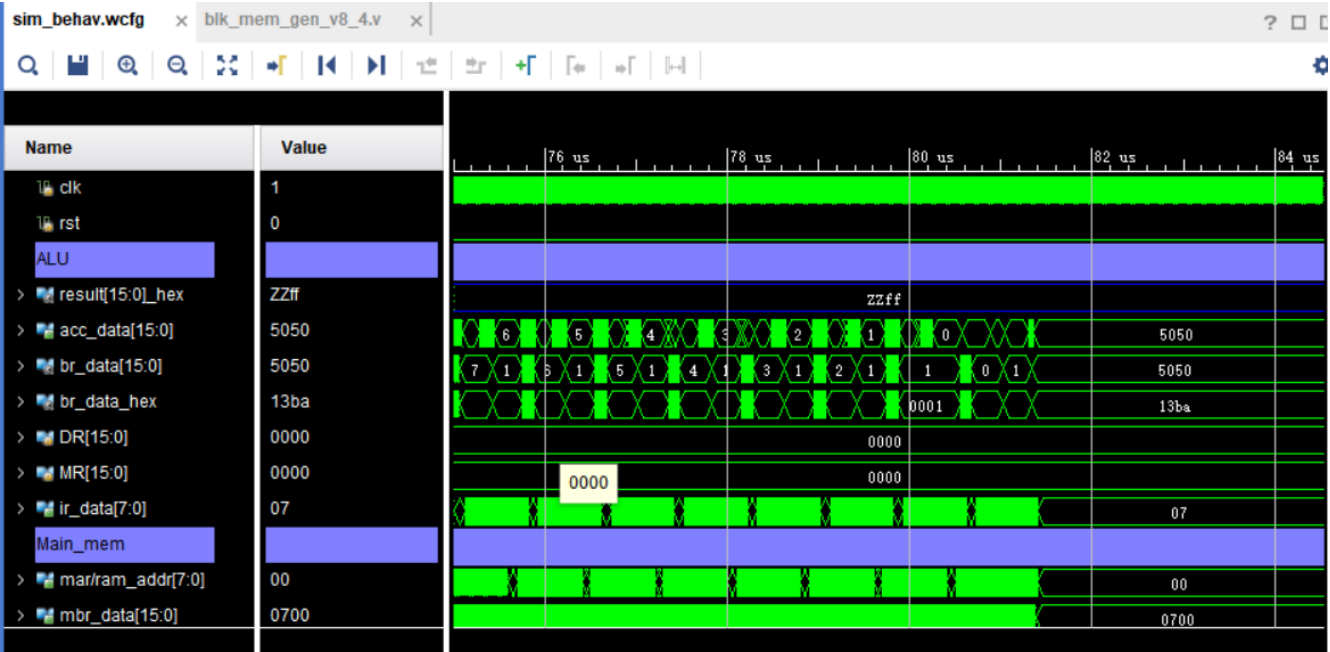 sim_behav.wcfg × blk_mem_gen_v8_4.v ×
?
Name Value
76 us 78 us 80 us 82 us 84 us
clk 1
rst 0
ALU
result[15:0]_hex ZZff ZZff
acc_data[15:0] 5050 6 5 4 3 2 1 0 5050
br_data[15:0] 5050 7 1 6 1 5 1 4 1 3 1 2 1 1 0 1 5050
br_data_hex 13ba 0001 13ba
DR[15:0] 0000 0000
MR[15:0] 0000 0000
0000
ir_data[7:0] 07 07
Main_mem
mar/ram_addr[7:0] 00 00
mbr_data[15:0] 0700 0700